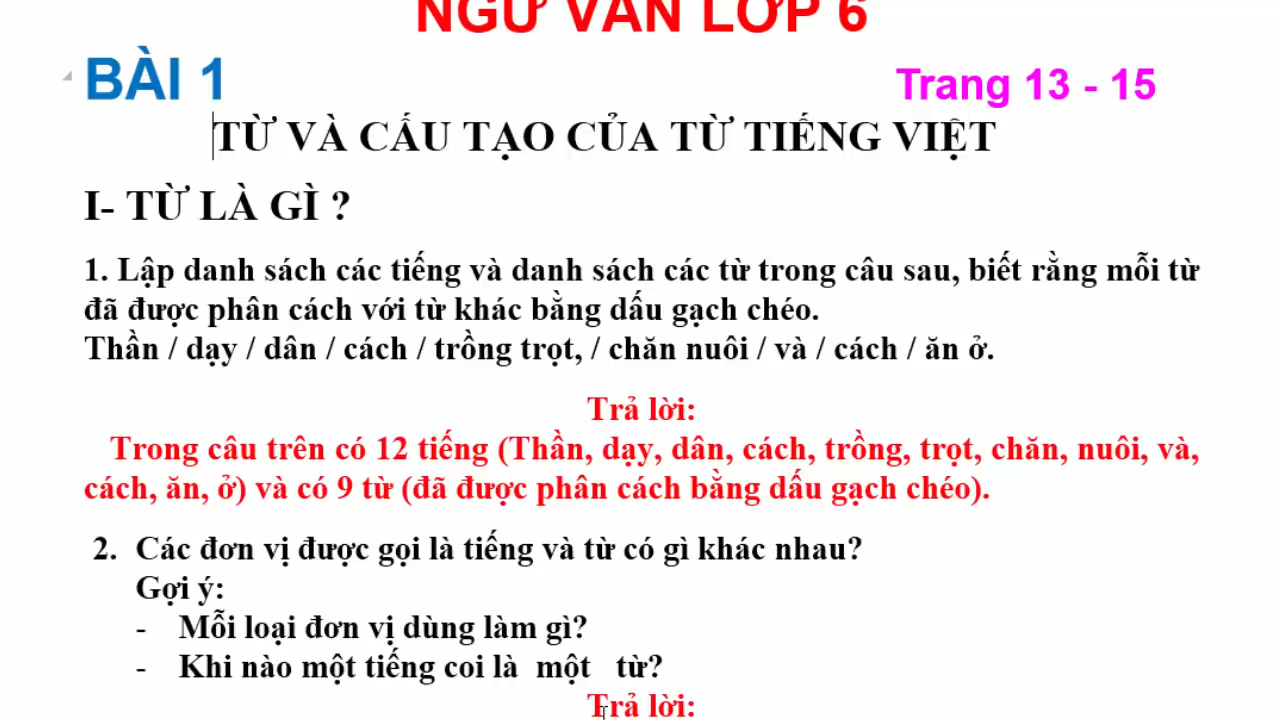 NGỮ VĂN LỚP 6
BÀI 1
Trang 13 - 15
TỪ VÀ CẤU TẠO CỦA TỪ TIẾNG VIỆT
I- TỪ LÀ GÌ ?
1. Lập danh sách các tiếng và danh sách các từ trong câu sau, biết rằng mỗi từ
đã được phân cách với từ khác bằng dấu gạch chéo.
Thần / dạy / dân / cách / trồng trọt, / chăn nuôi / và / cách / ăn ở.
Trả lời:
Trong câu trên có 12 tiếng (Thần, dạy, dân, cách, trồng, trọt, chăn, nuôi, và,
cách, ăn, ở) và có 9 từ (đã được phân cách bằng dấu gạch chéo).
2. Các đơn vị được gọi là tiếng và từ có gì khác nhau?
Gợi ý:
- Mỗi loại đơn vị dùng làm gì?
- Khi nào một tiếng coi là một từ?
Trả lời: